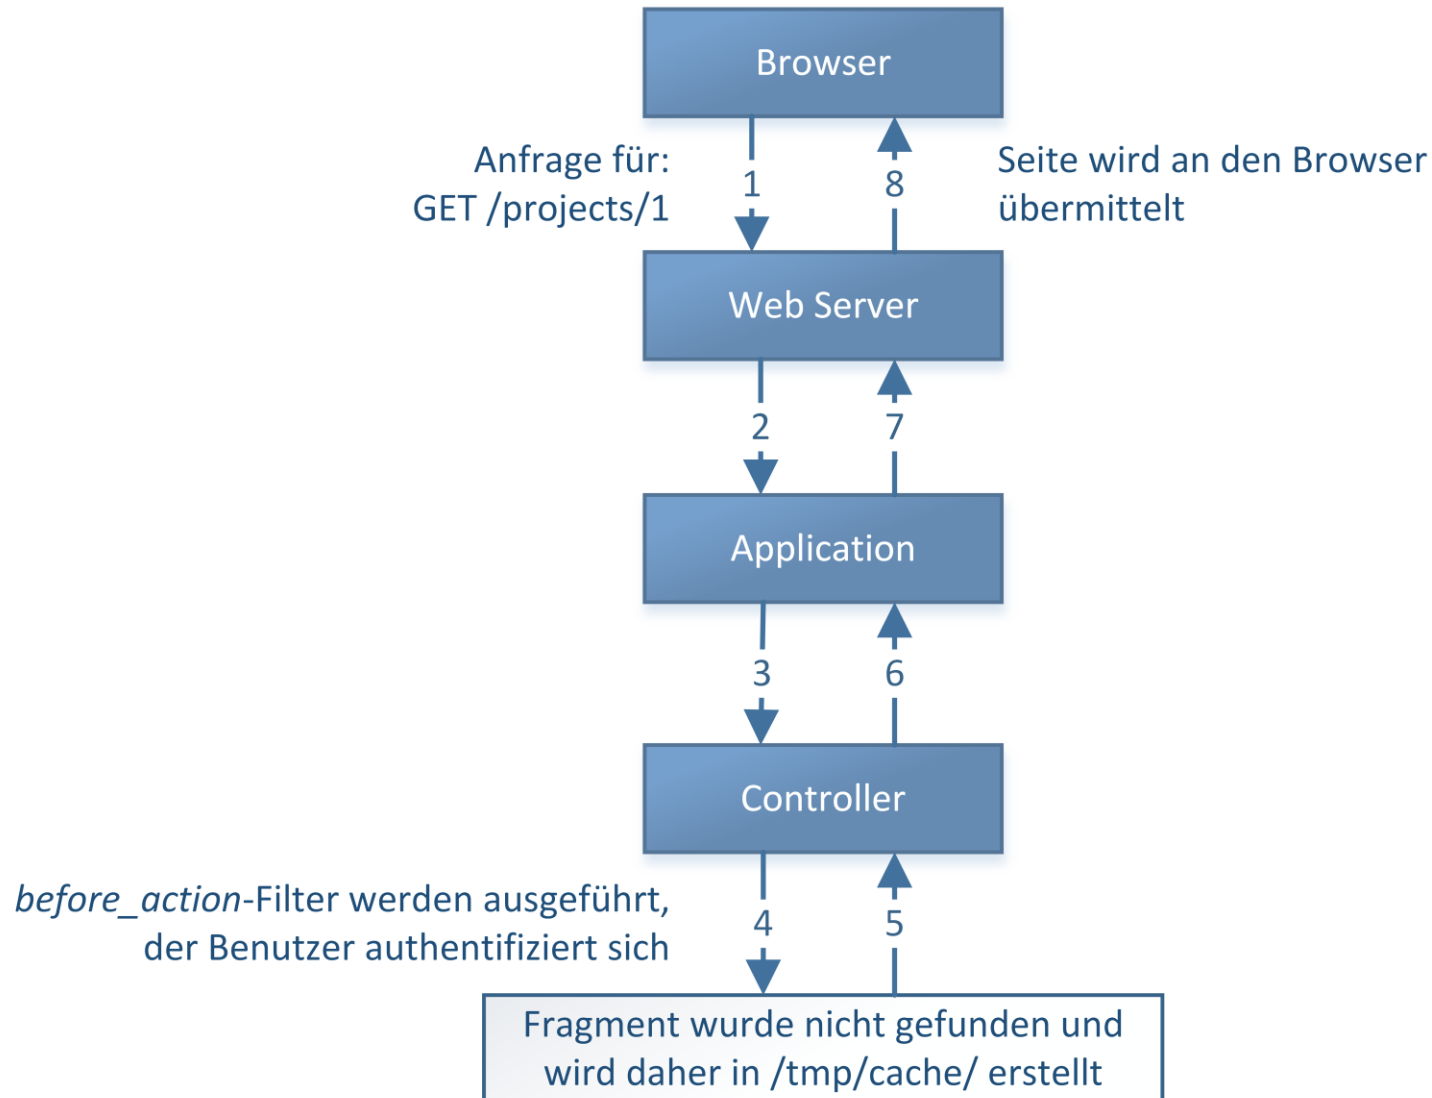 Browser
Anfrage für:
GET /projects/1
1
8
Seite wird an den Browser
übermittelt
Web Server
2
7
Application
3
6
Controller
before_action-Filter werden ausgeführt,
der Benutzer authentifiziert sich
4
5
Fragment wurde nicht gefunden und
wird daher in /tmp/cache/ erstellt